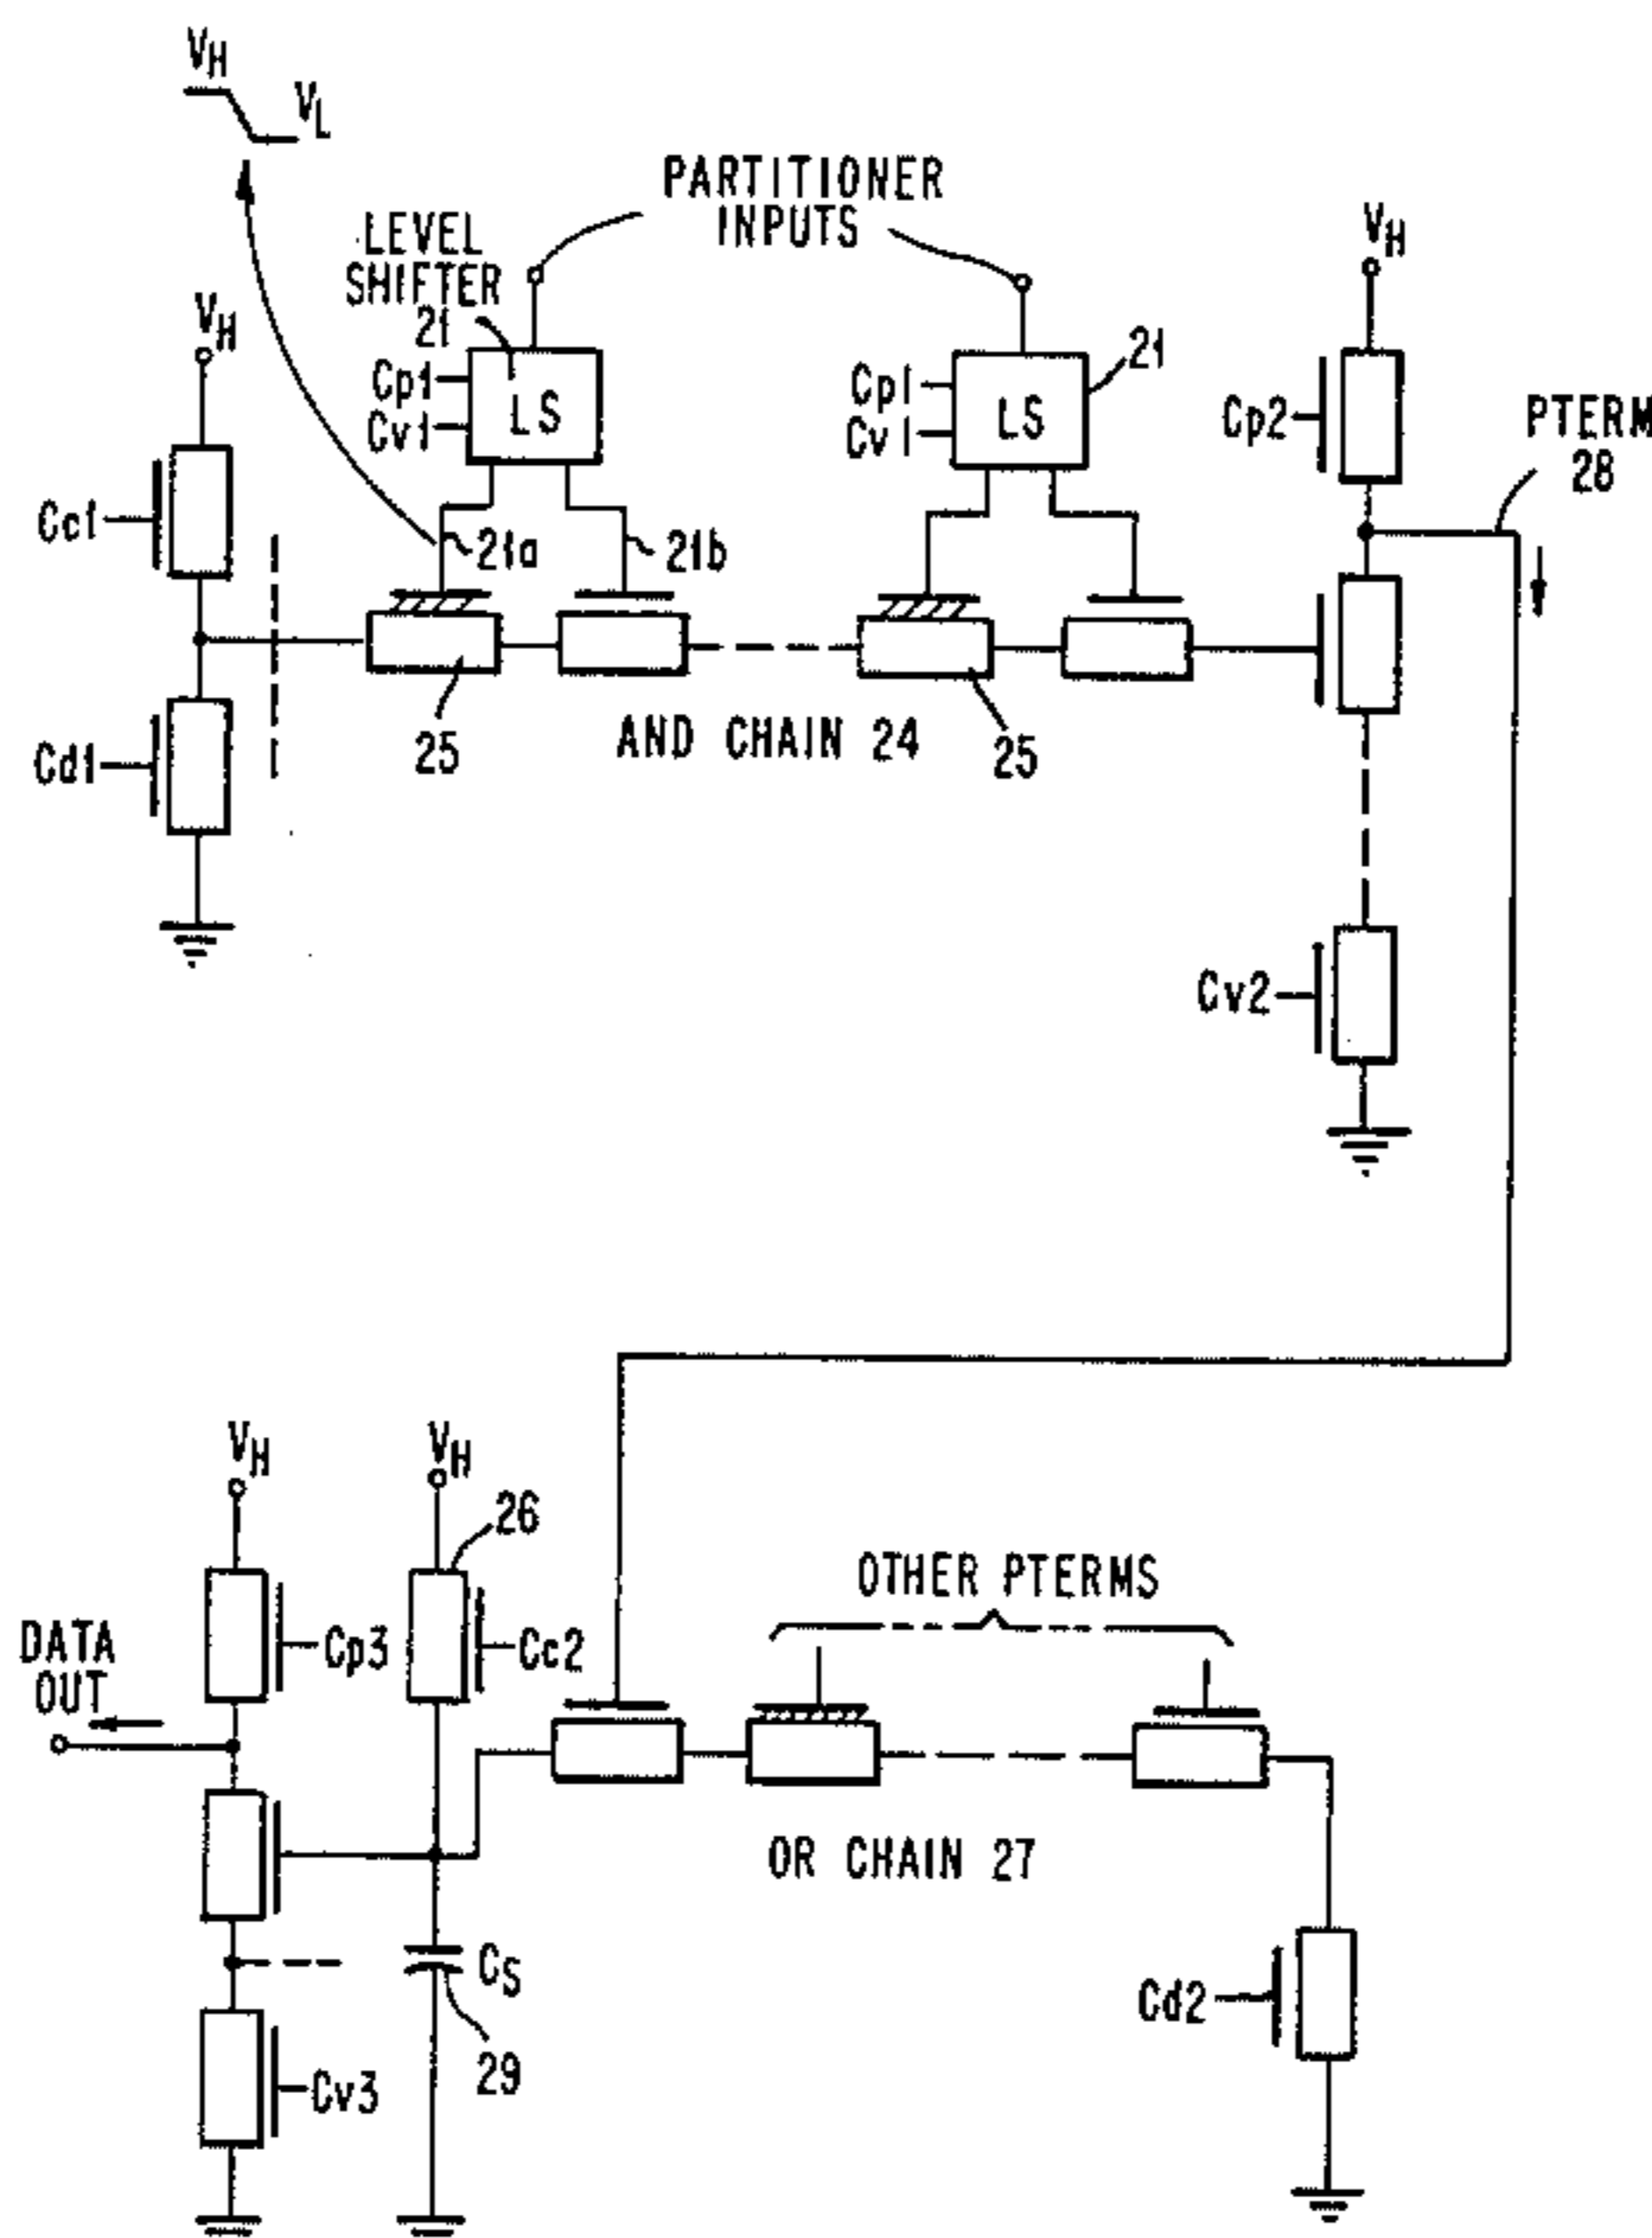 VH
VL
PARTITIONER
INPUTS
LEVEL
SHIFTER
21
VH
VH
Cp1
Cv1
LS
Cp1
Cv1
LS
21
Cp2
PTERM
28
Cc1
21a
21b
Cd1
25
AND CHAIN 24
25
Cv2
VH
VH
26
OTHER PTERMS
DATA
OUT
Cp3
Cc2
OR CHAIN 27
CS
Cd2
29
Cv3